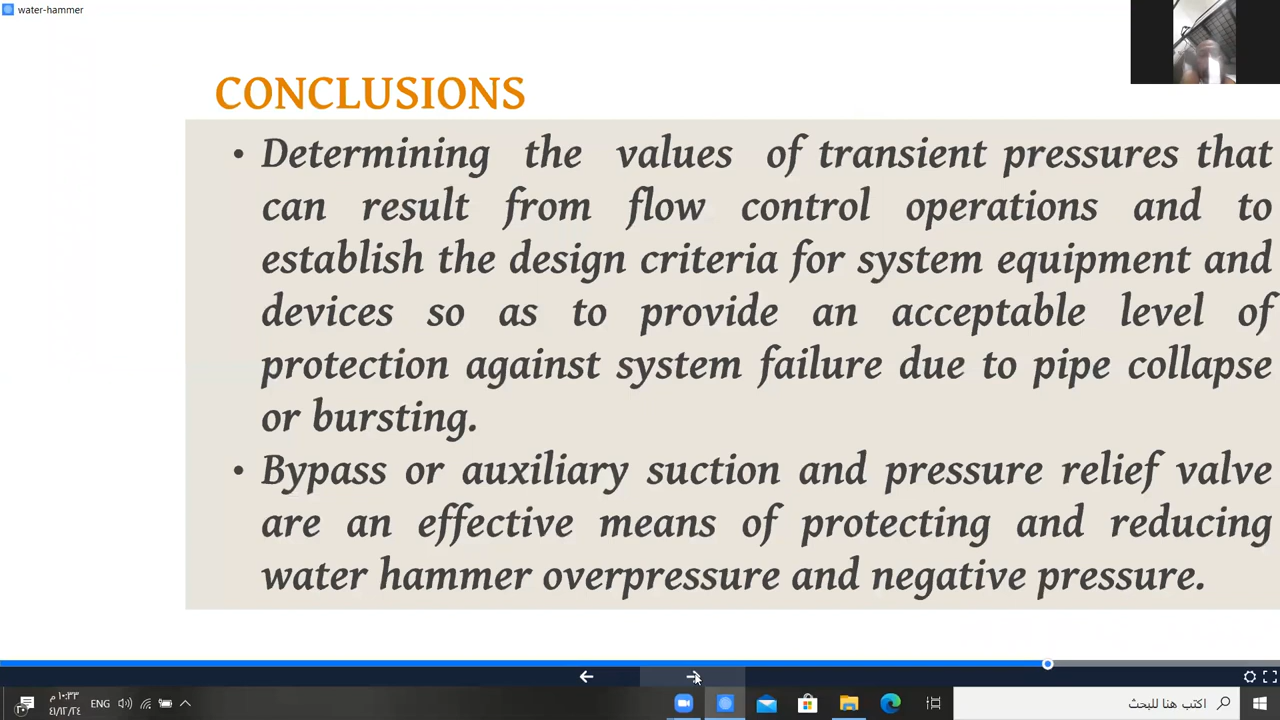 water-hammer
CONCLUSIONS
• Determining the values of transient pressures that
can result from flow control operations and to
establish the design criteria for system equipment and
devices so as to provide an acceptable level of
protection against system failure due to pipe collapse
or bursting.
• Bypass or auxiliary suction and pressure relief valve
are an effective means of protecting and reducing
water hammer overpressure and negative pressure.
١٠:٣٣ م
ENG
اكتب هنا للبحث